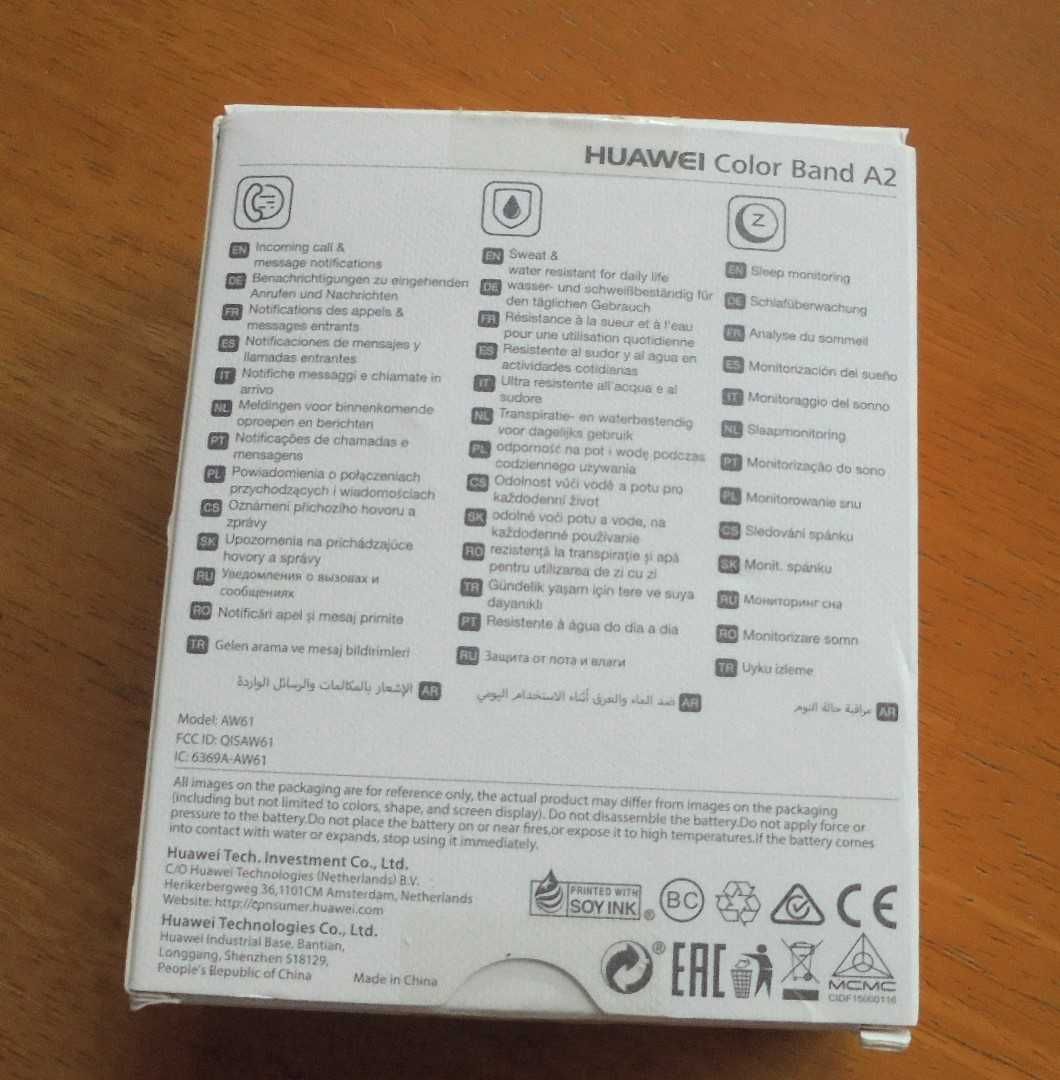 HUAWEI Color Band A2
EN Incoming call &
message notifications
DE Benachrichtigungen zu eingehenden
Anrufen und Nachrichten
FR Notifications des appels &
messages entrants
ES Notificaciones de mensajes y
llamadas entrantes
IT Notifiche messaggi e chiamate in
arrivo
NL Meldingen voor binnenkomende
oproepen en berichten
PT Notificações de chamadas e
mensagens
PL Powiadomienia o połączeniach
przychodzących i wiadomościach
CS Oznámení příchozího hovoru a
zprávy
SK Upozornenia na prichádzajúce
hovory a správy
RU Уведомления о вызовах и
сообщениях
RO Notificări apel și mesaj primite
TR Gelen arama ve mesaj bildirimleri
AR الإشعار بالمكالمات والرسائل الواردة
EN Sweat &
water resistant for daily life
DE wasser- und schweißbeständig für
den täglichen Gebrauch
FR Résistance à la sueur et à l'eau
pour une utilisation quotidienne
ES Resistente al sudor y al agua en
actividades cotidianas
IT Ultra resistente all'acqua e al
sudore
NL Transpiratie- en waterbestendig
voor dagelijks gebruik
PL odporność na pot i wodę podczas
codziennego używania
CS Odolnost vůči vodě a potu pro
každodenní život
SK odolné voči potu a vode, na
každodenné používanie
RO rezistență la transpirație și apă
pentru utilizarea de zi cu zi
TR Gündelik yaşam için tere ve suya
dayanıklı
PT Resistente à água do dia a dia
RU Защита от пота и влаги
AR ضد الماء والعرق أثناء الاستخدام اليومي
Z
EN Sleep monitoring
DE Schlafüberwachung
FR Analyse du sommeil
ES Monitorización del sueño
IT Monitoraggio del sonno
NL Slaapmonitoring
PT Monitorização do sono
PL Monitorowanie snu
CS Sledování spánku
SK Monit. spánku
RU Мониторинг сна
RO Monitorizare somn
TR Uyku izleme
AR مراقبة حالة النوم
Model: AW61
FCC ID: QISAW61
IC: 6369A-AW61
All images on the packaging are for reference only, the actual product may differ from images on the packaging
(including but not limited to colors, shape, and screen display). Do not disassemble the battery.Do not apply force or
pressure to the battery.Do not place the battery on or near fires,or expose it to high temperatures.If the battery comes
into contact with water or expands, stop using it immediately.
Huawei Tech. Investment Co., Ltd.
C/O Huawei Technologies (Netherlands) B.V.
Herikerbergweg 36,1101CM Amsterdam, Netherlands
Website: http://consumer.huawei.com
Huawei Technologies Co., Ltd.
Huawei Industrial Base, Bantian,
Longgang, Shenzhen 518129,
People's Republic of China
Made in China
PRINTED WITH
SOY INK ®
BC
CE
®
EAC
MCMC
CIDF15000116